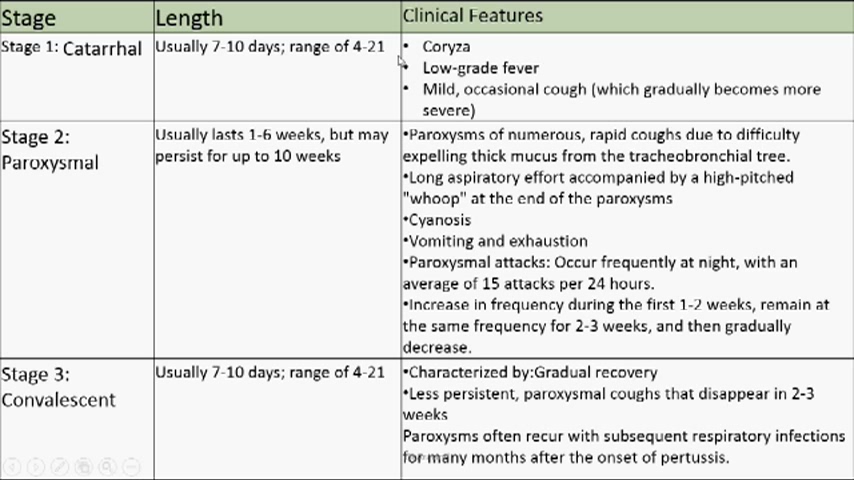 Stage
Length
Clinical Features
Stage 1: Catarrhal
Usually 7-10 days; range of 4-21
• Coryza
• Low-grade fever
• Mild, occasional cough (which gradually becomes more
severe)
Stage 2:
Paroxysmal
Usually lasts 1-6 weeks, but may
persist for up to 10 weeks
•Paroxysms of numerous, rapid coughs due to difficulty
expelling thick mucus from the tracheobronchial tree.
•Long aspiratory effort accompanied by a high-pitched
"whoop" at the end of the paroxysms
•Cyanosis
•Vomiting and exhaustion
•Paroxysmal attacks: Occur frequently at night, with an
average of 15 attacks per 24 hours.
•Increase in frequency during the first 1-2 weeks, remain at
the same frequency for 2-3 weeks, and then gradually
decrease.
Stage 3:
Convalescent
Usually 7-10 days; range of 4-21
•Characterized by:Gradual recovery
•Less persistent, paroxysmal coughs that disappear in 2-3
weeks
Paroxysms often recur with subsequent respiratory infections
for many months after the onset of pertussis.